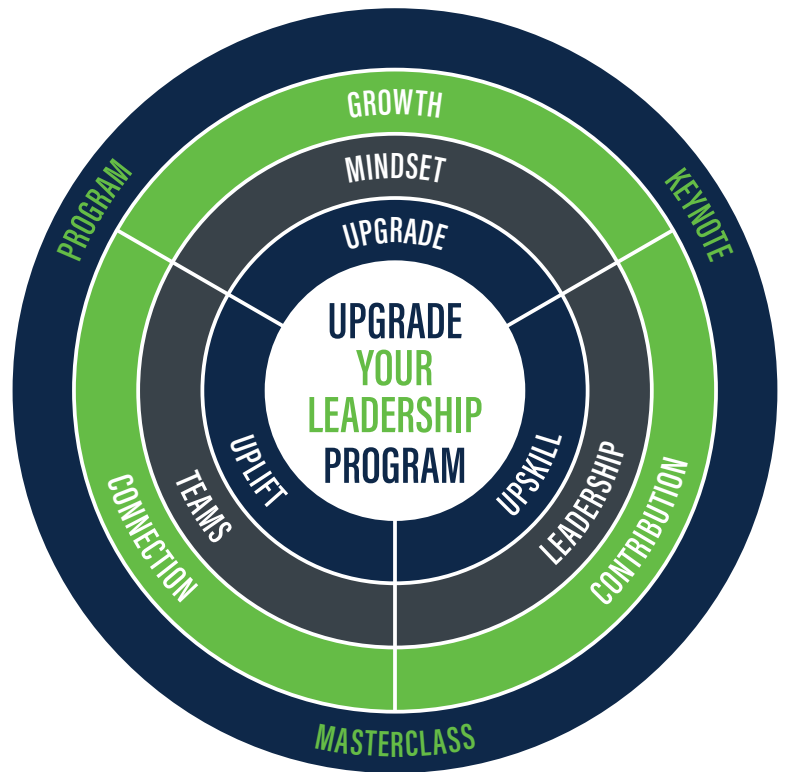 GROWTH
MINDSET
UPGRADE
PROGRAM
KEYNOTE
UPGRADE
YOUR
LEADERSHIP
PROGRAM
UPLIFT
TEAMS
CONNECTION
UPSKILL
LEADERSHIP
CONTRIBUTION
MASTERCLASS